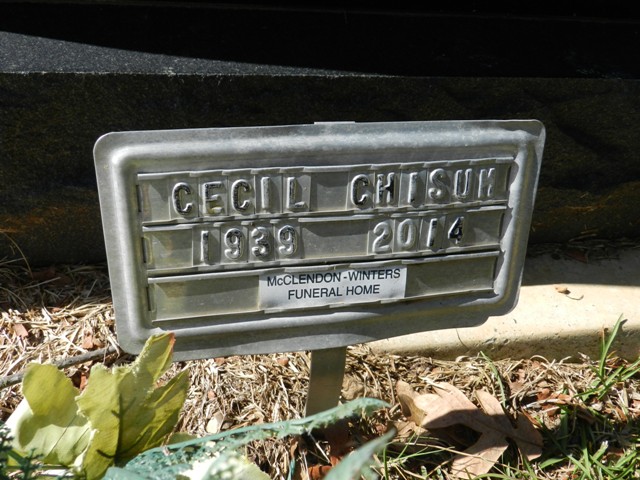 CECIL CHISUM
1939 2014
McCLENDON-WINTERS
FUNERAL HOME